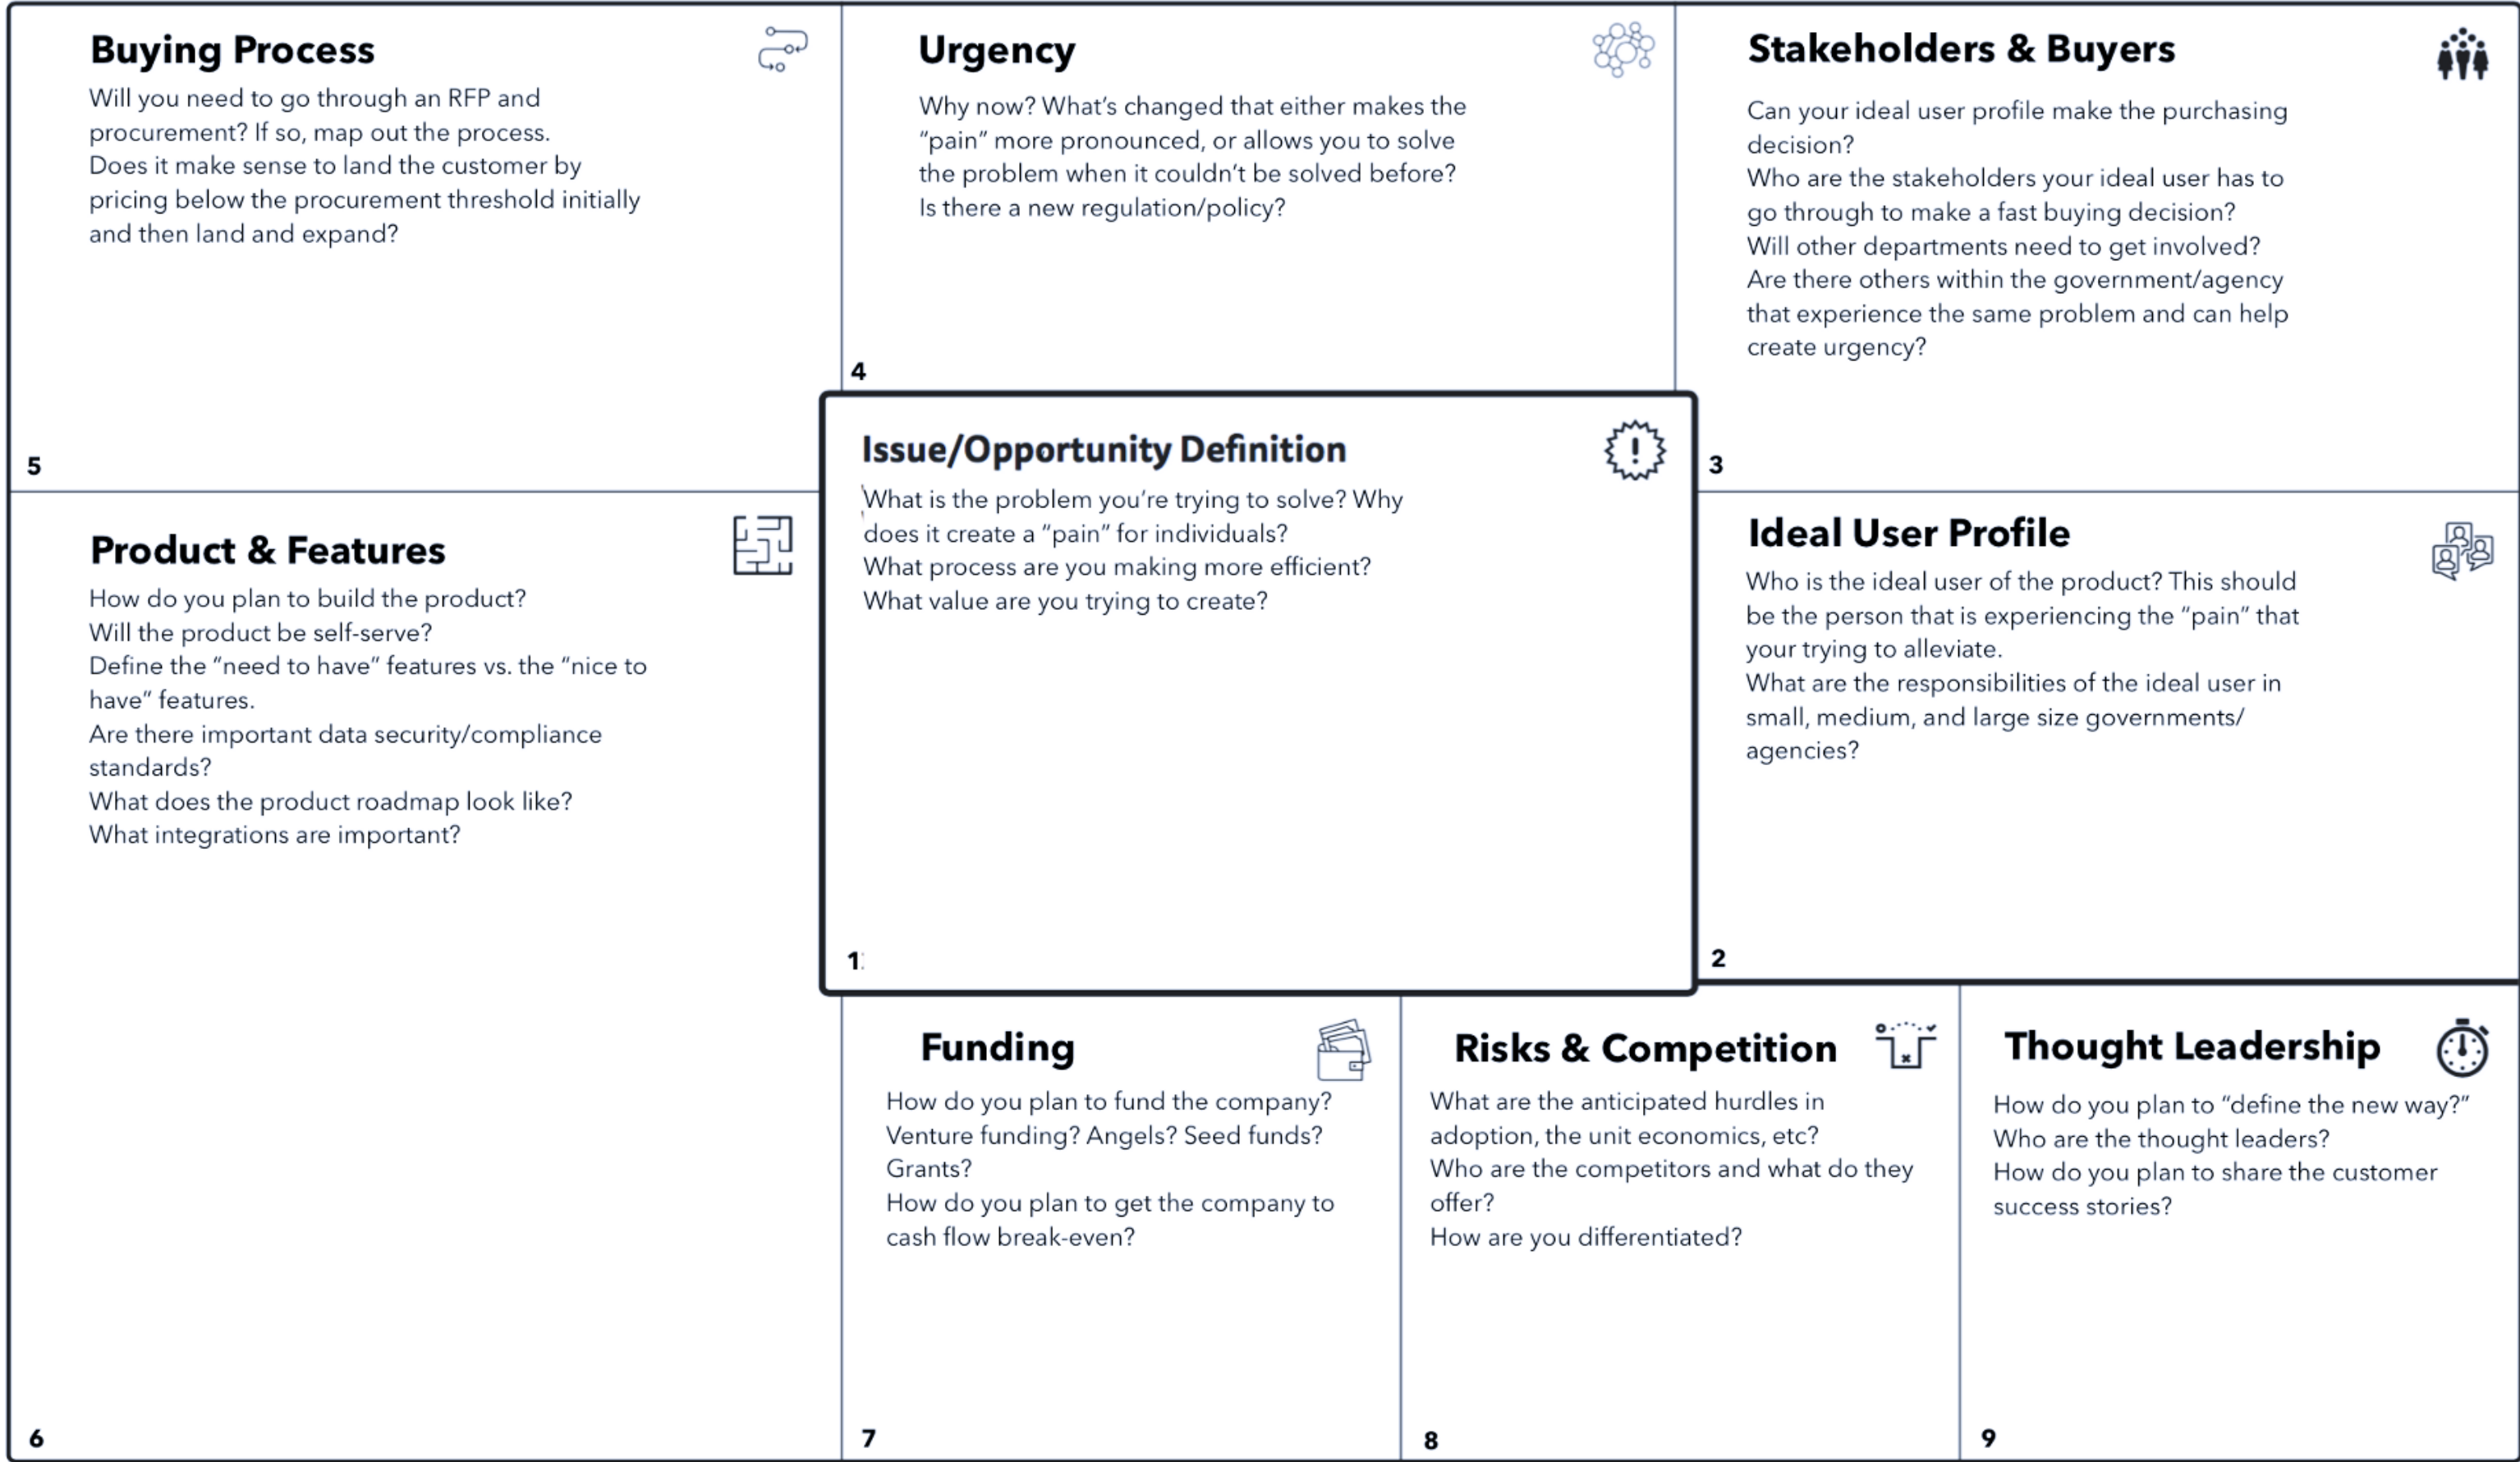 Buying Process
Will you need to go through an RFP and
procurement? If so, map out the process.
Does it make sense to land the customer by
pricing below the procurement threshold initially
and then land and expand?
5
Urgency
Why now? What's changed that either makes the
“pain” more pronounced, or allows you to solve
the problem when it couldn't be solved before?
Is there a new regulation/policy?
4
Stakeholders & Buyers
Can your ideal user profile make the purchasing
decision?
Who are the stakeholders your ideal user has to
go through to make a fast buying decision?
Will other departments need to get involved?
Are there others within the government/agency
that experience the same problem and can help
create urgency?
3
Product & Features
How do you plan to build the product?
Will the product be self-serve?
Define the “need to have” features vs. the “nice to
have” features.
Are there important data security/compliance
standards?
What does the product roadmap look like?
What integrations are important?
6
Issue/Opportunity Definition
What is the problem you're trying to solve? Why
does it create a “pain” for individuals?
What process are you making more efficient?
What value are you trying to create?
1
Ideal User Profile
Who is the ideal user of the product? This should
be the person that is experiencing the “pain” that
your trying to alleviate.
What are the responsibilities of the ideal user in
small, medium, and large size governments/
agencies?
2
Funding
How do you plan to fund the company?
Venture funding? Angels? Seed funds?
Grants?
How do you plan to get the company to
cash flow break-even?
7
Risks & Competition
What are the anticipated hurdles in
adoption, the unit economics, etc?
Who are the competitors and what do they
offer?
How are you differentiated?
8
Thought Leadership
How do you plan to “define the new way?”
Who are the thought leaders?
How do you plan to share the customer
success stories?
9